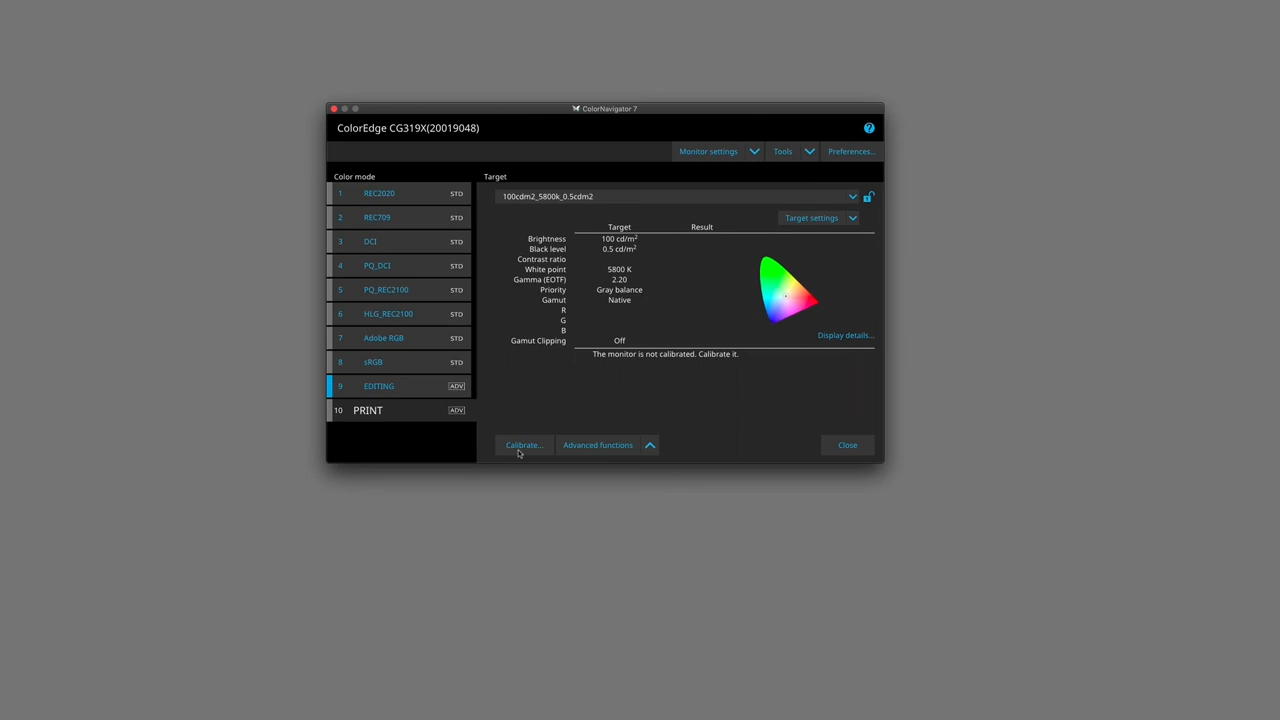 ColorNavigator 7
ColorEdge CG319X(20019048)
?
Monitor settings Tools Preferences...
Color mode
1 REC2020 STD
2 REC709 STD
3 DCI STD
4 PQ_DCI STD
5 PQ_REC2100 STD
6 HLG_REC2100 STD
7 Adobe RGB STD
8 sRGB STD
9 EDITING ADV
10 PRINT ADV
Target
100cdm2_5800k_0.5cdm2
Target settings
Target Result
Brightness 100 cd/m²
Black level 0.5 cd/m²
Contrast ratio
White point 5800 K
Gamma (EOTF) 2.20
Priority Gray balance
Gamut Native
R
G
B
Gamut Clipping Off
Display details...
The monitor is not calibrated. Calibrate it.
Calibrate... Advanced functions Close